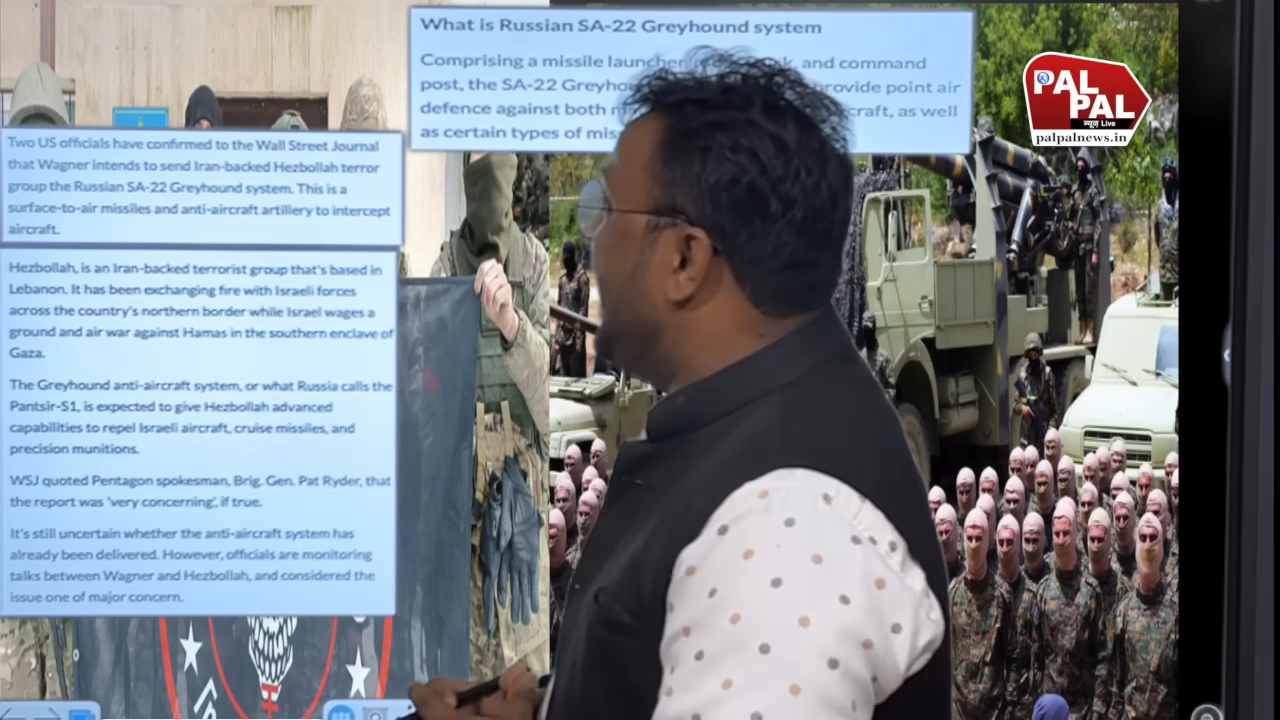 What is Russian SA-22 Greyhound system
Comprising a missile launcher, and command
post, the SA-22 provide point air
defence against both as well
as certain types of
PAL
PAL
न्यूज़ Live
palpalnews.in
Two US officials have confirmed to the Wall Street Journal
that Wagner intends to send Iran-backed Hezbollah terror
group the Russian SA-22 Greyhound system. This is a
surface-to-air missiles and anti-aircraft artillery to intercept
aircraft.
Hezbollah, is an Iran-backed terrorist group that's based in
Lebanon. It has been exchanging fire with Israeli forces
across the country's northern border while Israel wages a
ground and air war against Hamas in the southern enclave of
Gaza.
The Greyhound anti-aircraft system, or what Russia calls the
Pantsir-S1, is expected to give Hezbollah advanced
capabilities to repel Israeli aircraft, cruise missiles, and
precision munitions.
WSJ quoted Pentagon spokesman, Brig. Gen. Pat Ryder, that
the report was 'very concerning', if true.
It's still uncertain whether the anti-aircraft system has
already been delivered. However, officials are monitoring
talks between Wagner and Hezbollah, and considered the
issue one of major concern.